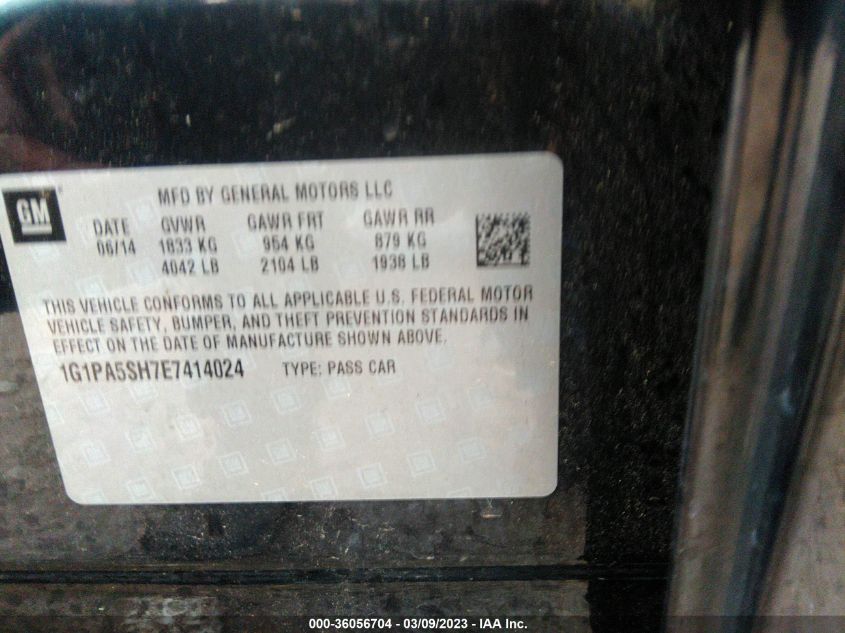 GM
MFD BY GENERAL MOTORS LLC
DATE GVWR GAWR FRT GAWR RR
06/14 1833 KG 954 KG 879 KG
4042 LB 2104 LB 1938 LB
THIS VEHICLE CONFORMS TO ALL APPLICABLE U.S. FEDERAL MOTOR
VEHICLE SAFETY, BUMPER, AND THEFT PREVENTION STANDARDS IN
EFFECT ON THE DATE OF MANUFACTURE SHOWN ABOVE.
1G1PA5SH7E7414024 TYPE: PASS CAR
000-36056704 — 03/09/2023 — IAA Inc.